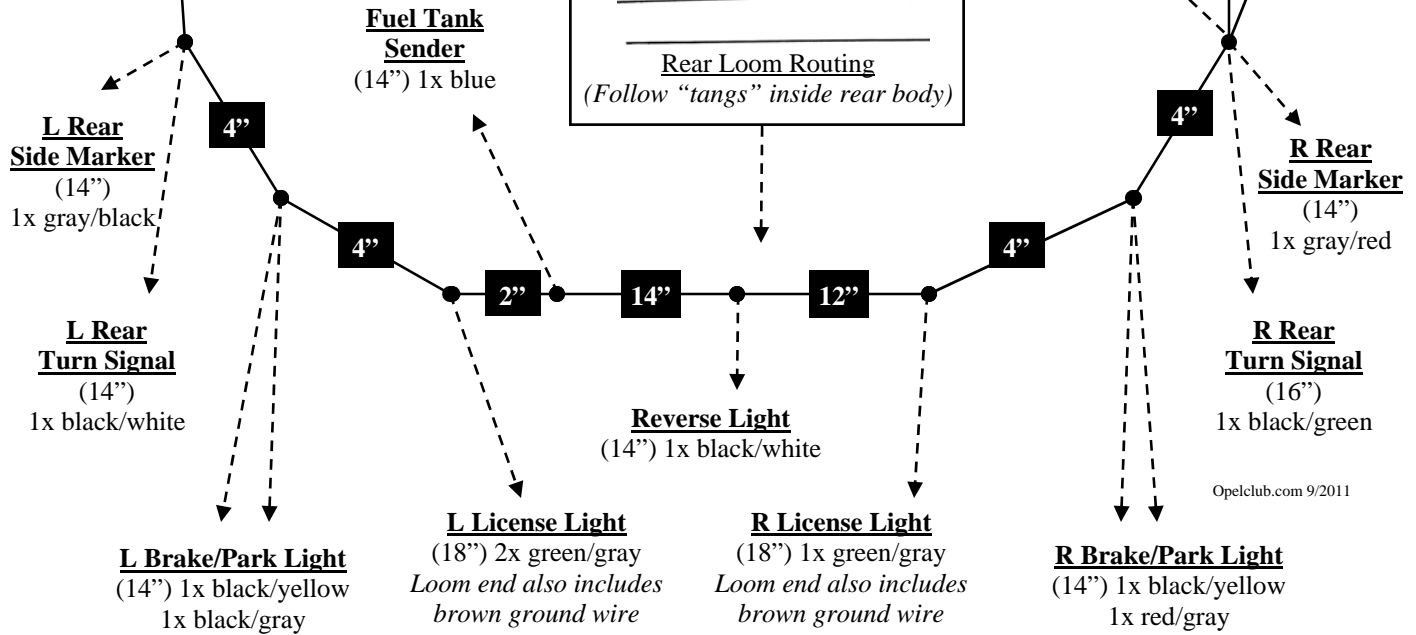 Fuel Tank
Sender
(14”) 1x blue
Rear Loom Routing
(Follow “tangs” inside rear body)
4”
4”
L Rear
Side Marker
(14”)
1x gray/black
R Rear
Side Marker
(14”)
1x gray/red
4”
4”
2”
14”
12”
L Rear
Turn Signal
(14”)
1x black/white
R Rear
Turn Signal
(16”)
1x black/green
Reverse Light
(14”) 1x black/white
Opelclub.com 9/2011
L Brake/Park Light
(14”) 1x black/yellow
1x black/gray
L License Light
(18”) 2x green/gray
Loom end also includes
brown ground wire
R License Light
(18”) 1x green/gray
Loom end also includes
brown ground wire
R Brake/Park Light
(14”) 1x black/yellow
1x red/gray